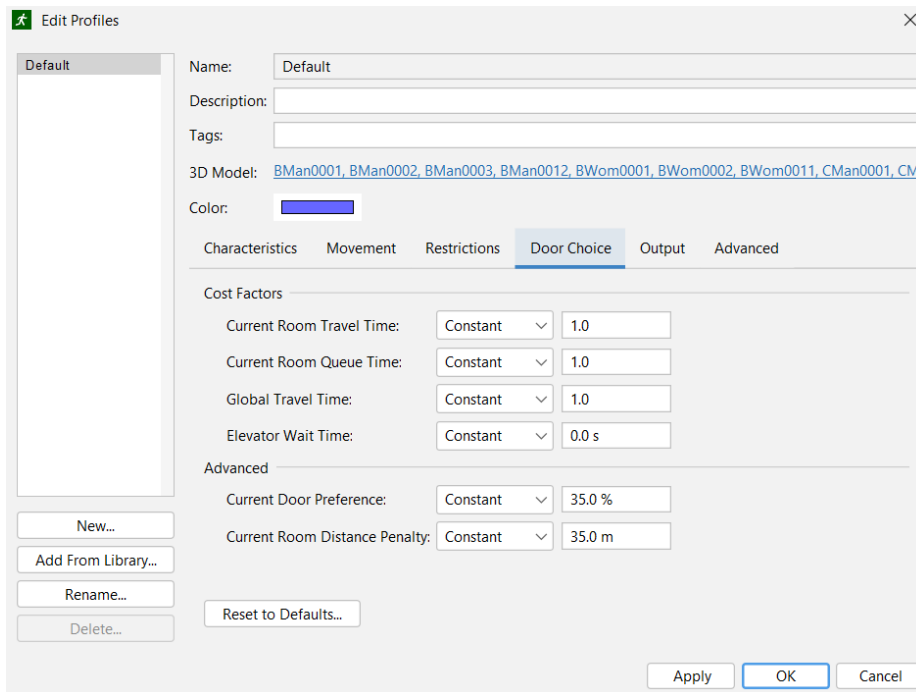 Edit Profiles
Default
Name: Default
Description:
Tags:
3D Model: BMan0001, BMan0002, BMan0003, BMan0012, BWom0001, BWom0002, BWom0011, CMan0001, CM
Color:
Characteristics Movement Restrictions Door Choice Output Advanced
Cost Factors
Current Room Travel Time: Constant 1.0
Current Room Queue Time: Constant 1.0
Global Travel Time: Constant 1.0
Elevator Wait Time: Constant 0.0 s
Advanced
Current Door Preference: Constant 35.0 %
Current Room Distance Penalty: Constant 35.0 m
New...
Add From Library...
Rename...
Delete...
Reset to Defaults...
Apply OK Cancel